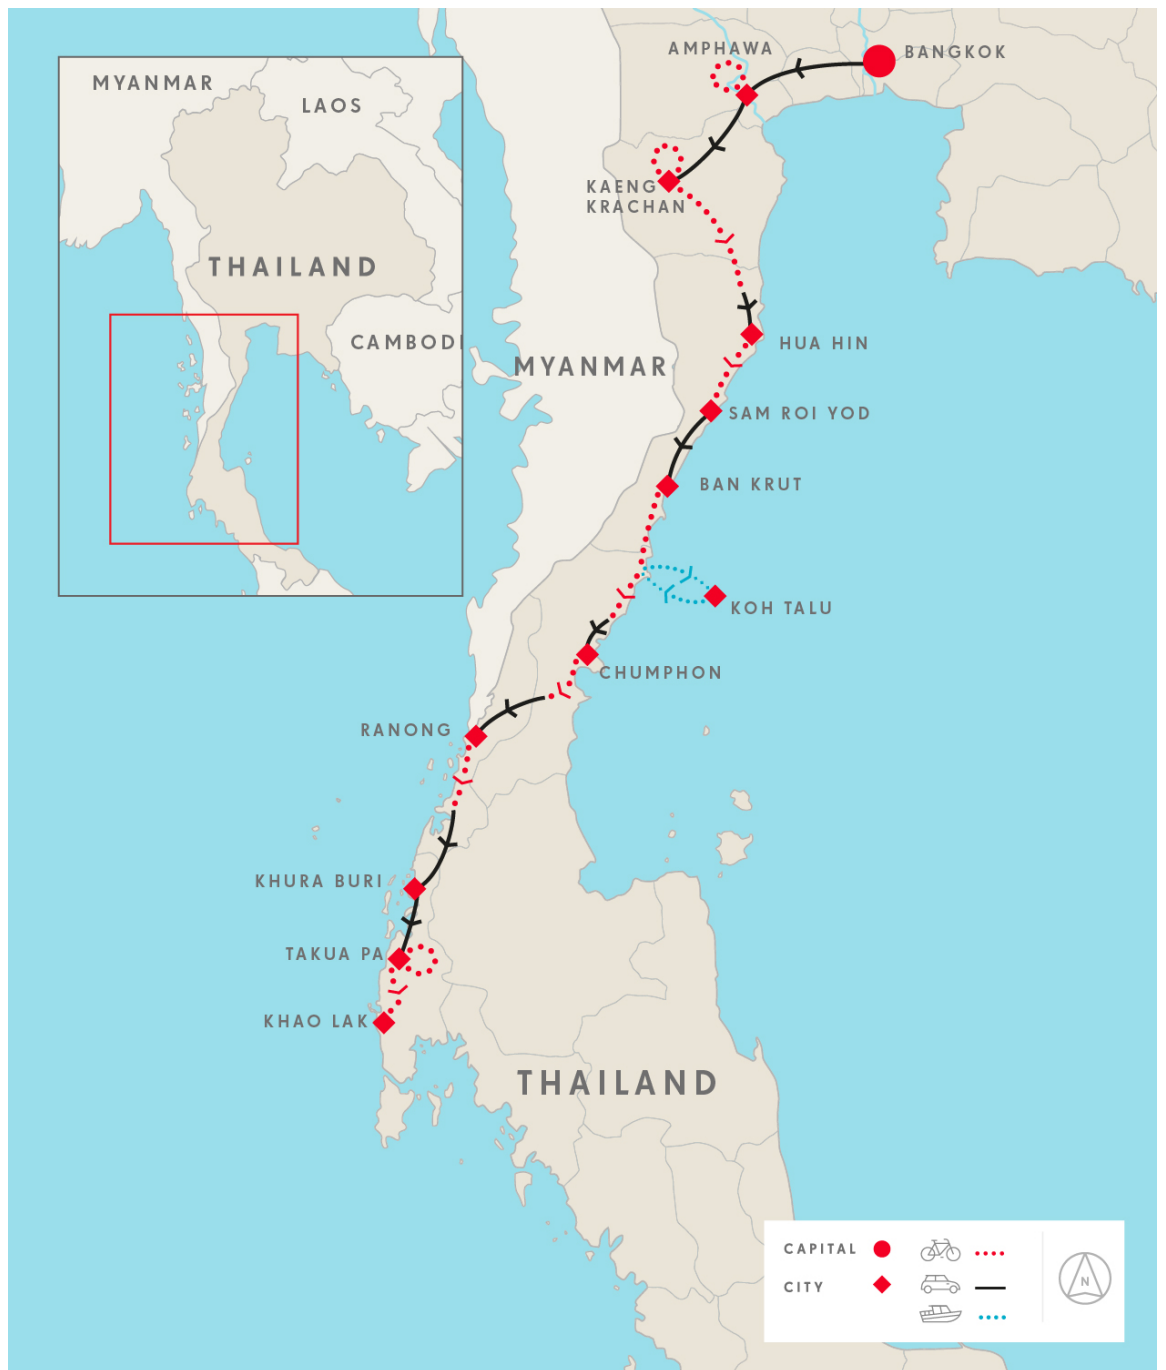 AMPHAWA
BANGKOK
MYANMAR
LAOS
THAILAND
CAMBODI
KAENG
KRACHAN
MYANMAR
HUA HIN
SAM ROI YOD
BAN KRUT
KOH TALU
CHUMPHON
RANONG
KHURA BURI
TAKUA PA
KHAO LAK
THAILAND
CAPITAL
CITY
N